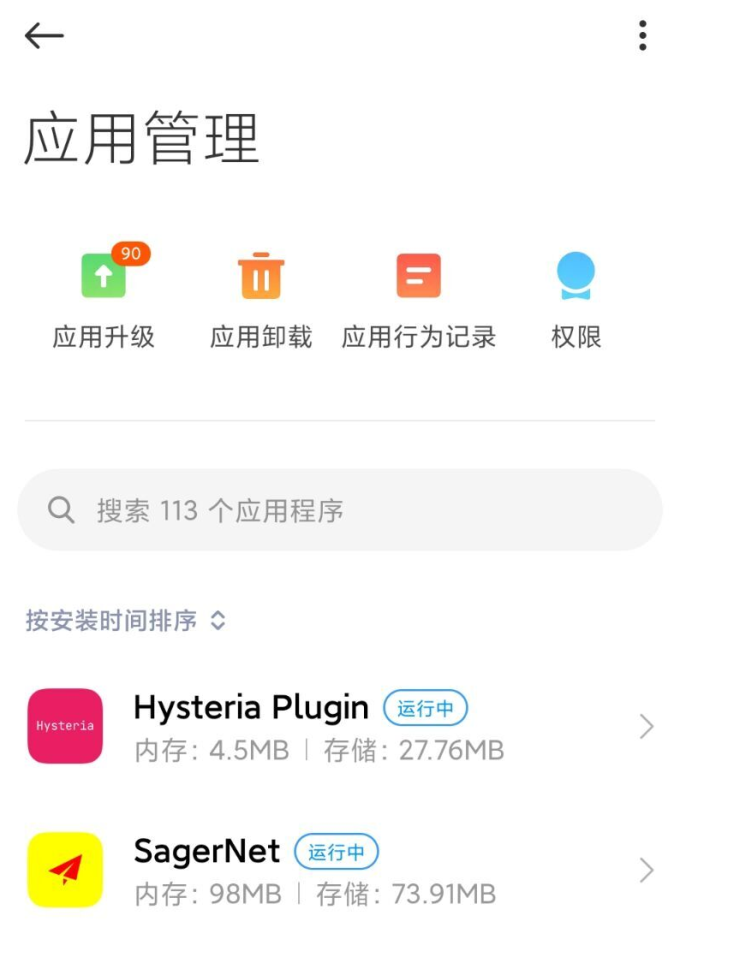 应用管理
90
应用升级 应用卸载 应用行为记录 权限
搜索 113 个应用程序
按安装时间排序
Hysteria
Hysteria Plugin 运行中
内存：4.5MB | 存储：27.76MB
SagerNet 运行中
内存：98MB | 存储：73.91MB